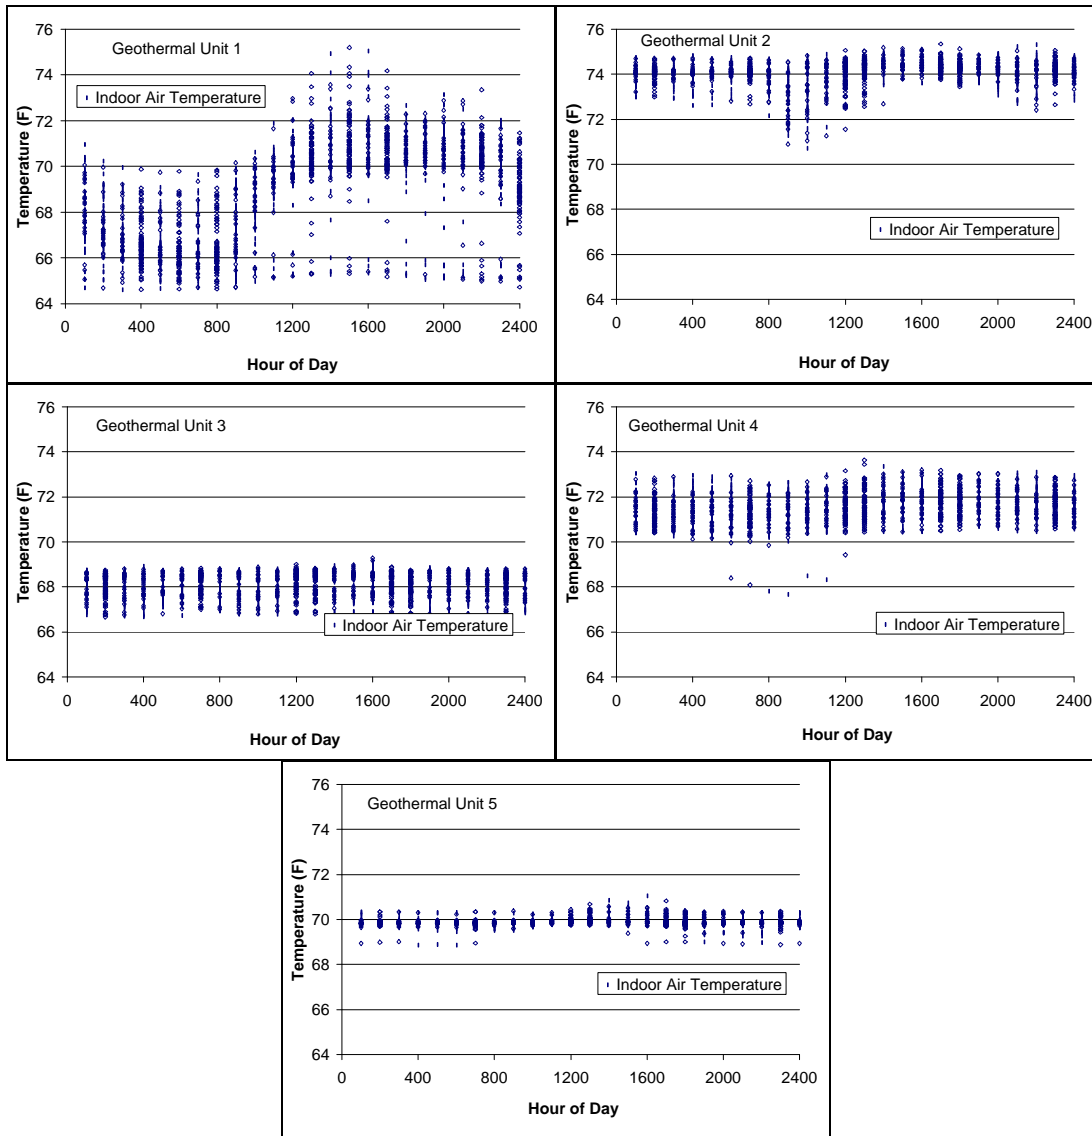 Geothermal Unit 1
Indoor Air Temperature
Temperature (F)
76
74
72
70
68
66
64
0 400 800 1200 1600 2000 2400
Hour of Day
Geothermal Unit 2
Indoor Air Temperature
Temperature (F)
76
74
72
70
68
66
64
0 400 800 1200 1600 2000 2400
Hour of Day
Geothermal Unit 3
Indoor Air Temperature
Temperature (F)
76
74
72
70
68
66
64
0 400 800 1200 1600 2000 2400
Hour of Day
Geothermal Unit 4
Indoor Air Temperature
Temperature (F)
76
74
72
70
68
66
64
0 400 800 1200 1600 2000 2400
Hour of Day
Geothermal Unit 5
Indoor Air Temperature
Temperature (F)
76
74
72
70
68
66
64
0 400 800 1200 1600 2000 2400
Hour of Day